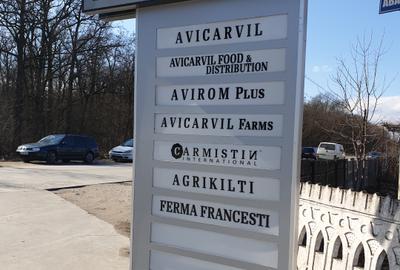 AVICARVIL
AVICARVIL FOOD &
DISTRIBUTION
AVIROM PLUS
AVICARVIL FARMS
CARMISTIN
INTERNATIONAL
AGRIKILTI
FERMA FRANCESTI